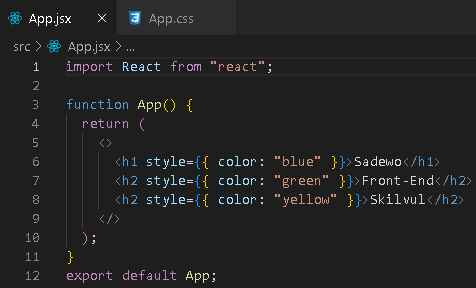 App.jsx × App.css
src > App.jsx > ...
1 import React from "react";
2
3 function App() {
4 return (
5 <>
6 <h1 style={{ color: "blue" }}>Sadewo</h1>
7 <h2 style={{ color: "green" }}>Front-End</h2>
8 <h2 style={{ color: "yellow" }}>Skilvul</h2>
9 </>
10 );
11 }
12 export default App;